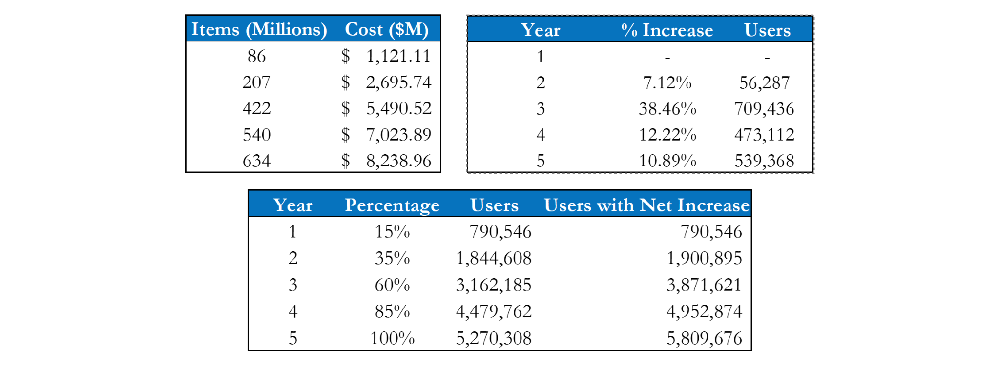 Items (Millions) Cost ($M)
86 $ 1,121.11
207 $ 2,695.74
422 $ 5,490.52
540 $ 7,023.89
634 $ 8,238.96
Year % Increase Users
1 - -
2 7.12% 56,287
3 38.46% 709,436
4 12.22% 473,112
5 10.89% 539,368
Year Percentage Users Users with Net Increase
1 15% 790,546 790,546
2 35% 1,844,608 1,900,895
3 60% 3,162,185 3,871,621
4 85% 4,479,762 4,952,874
5 100% 5,270,308 5,809,676